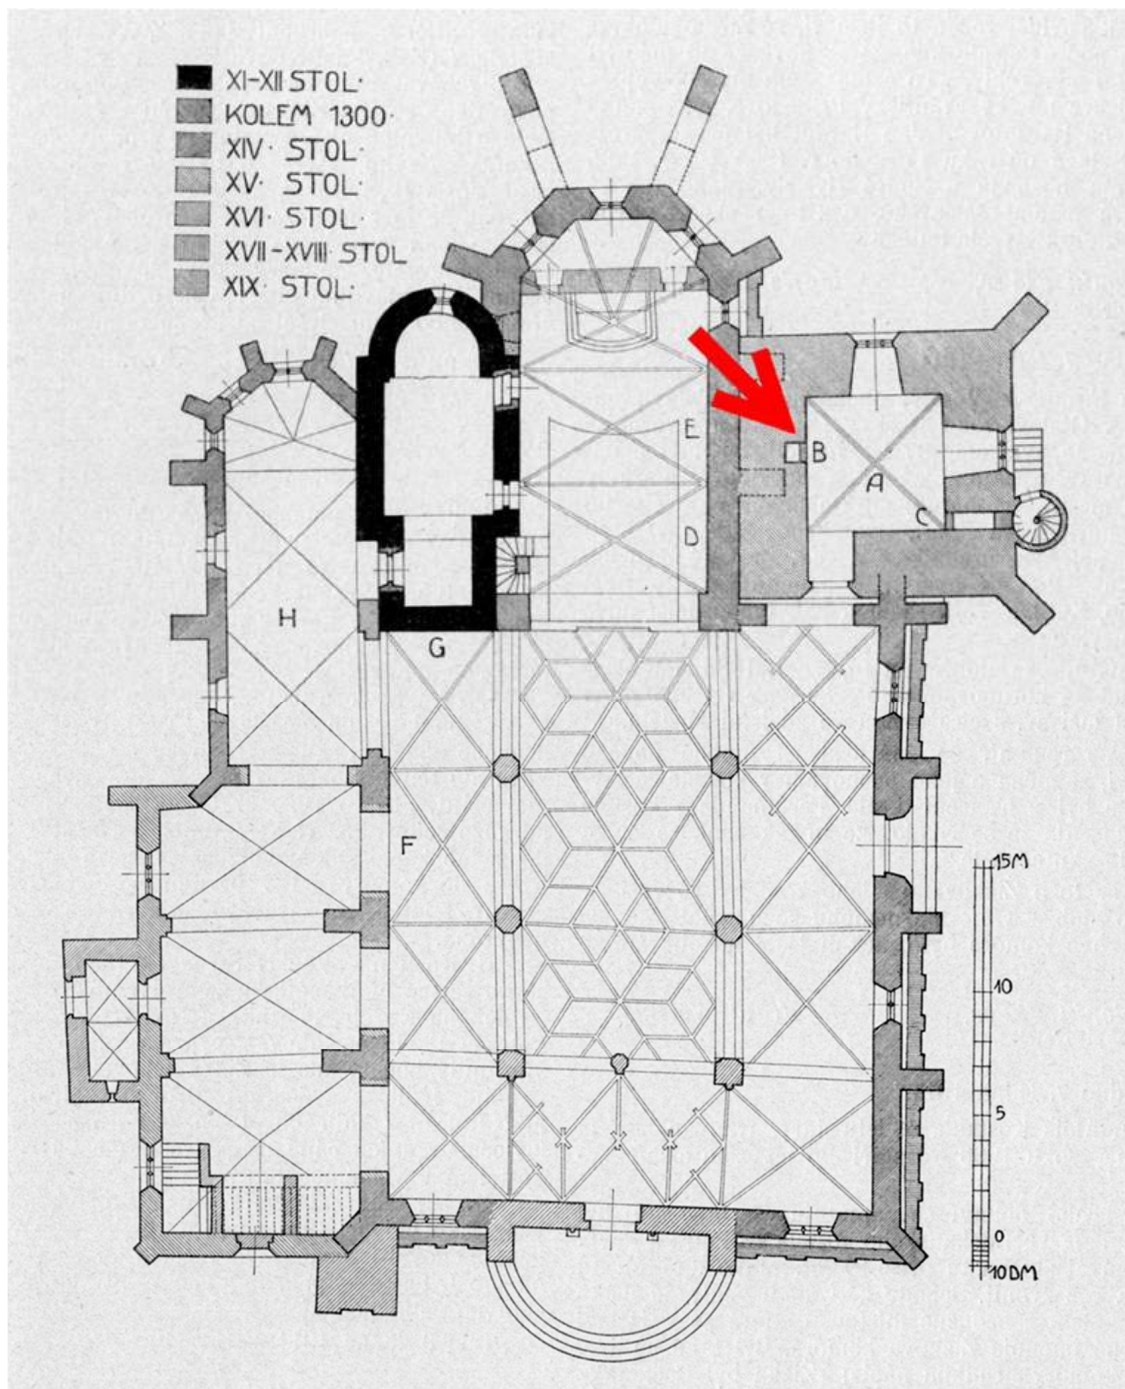 XI-XII STOL·
KOLEM 1300·
XIV· STOL·
XV· STOL·
XVI· STOL·
XVII-XVIII· STOL
XIX· STOL·
E
B
A
C
D
H
G
F
15M
10
5
0
10DM